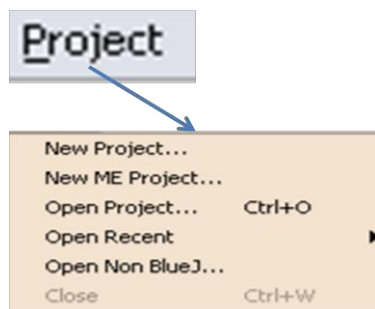 Project
New Project...
New ME Project...
Open Project... Ctrl+O
Open Recent
Open Non BlueJ...
Close Ctrl+W